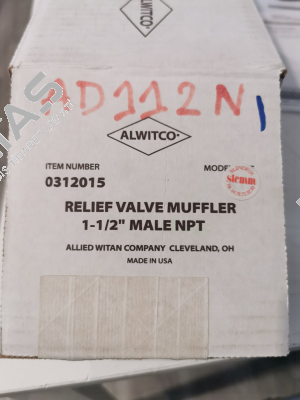 ALWITCO
AD112N
ALWITCO
ITEM NUMBER
0312015
RELIEF VALVE MUFFLER
1-1/2" MALE NPT
ALLIED WITAN COMPANY CLEVELAND, OH
MADE IN USA